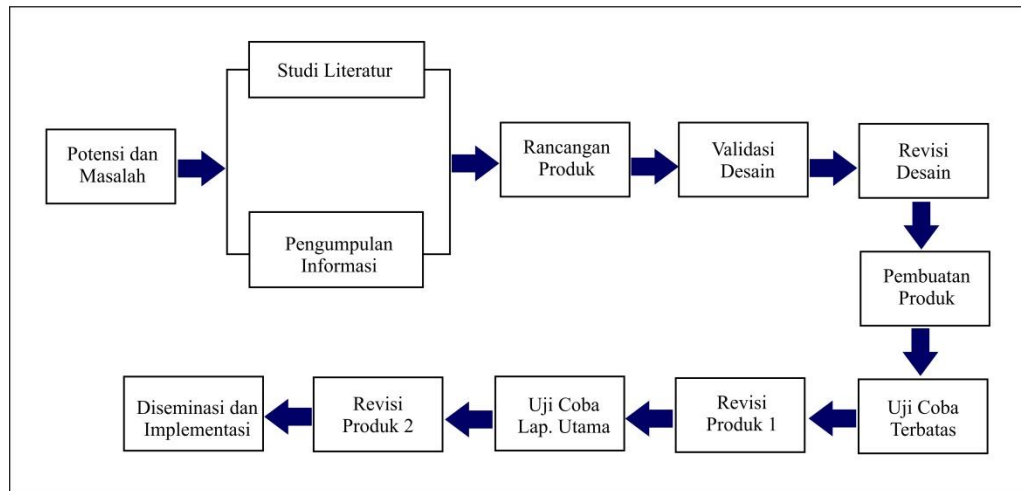 Potensi dan
Masalah
Studi Literatur
Pengumpulan
Informasi
Rancangan
Produk
Validasi
Desain
Revisi
Desain
Pembuatan
Produk
Uji Coba
Terbatas
Revisi
Produk 1
Uji Coba
Lap. Utama
Revisi
Produk 2
Diseminasi dan
Implementasi